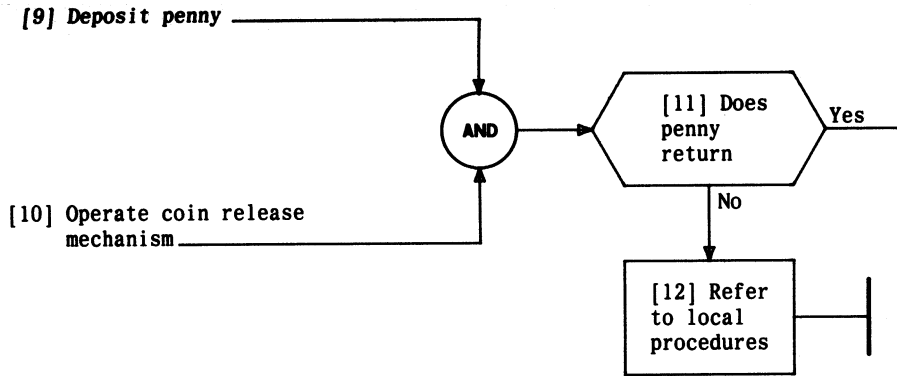 [9] Deposit penny
AND
[11] Does
penny
return
Yes
[10] Operate coin release
mechanism
No
[12] Refer
to local
procedures